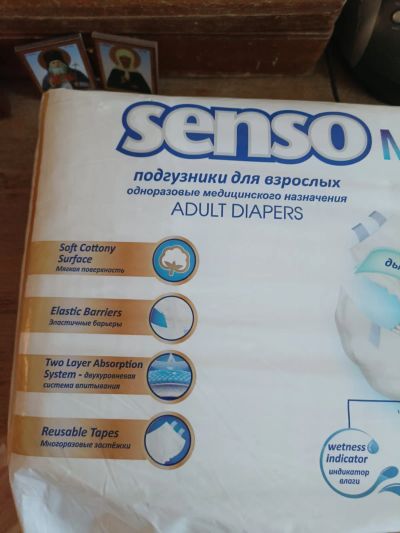 senso
подгузники для взрослых
одноразовые медицинского назначения
ADULT DIAPERS
Soft Cottony
Surface
Мягкая поверхность
Elastic Barriers
Эластичные барьеры
Two Layer Absorption
System - двухуровневая
система впитывания
Reusable Tapes
Многоразовые застёжки
wetness
indicator
индикатор
влаги